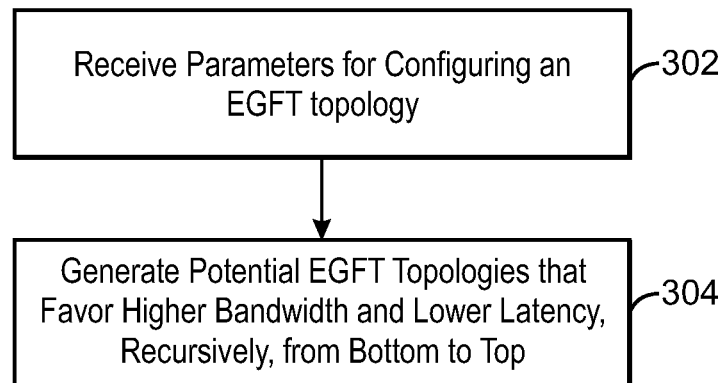 Receive Parameters for Configuring an
EGFT topology
302
Generate Potential EGFT Topologies that
Favor Higher Bandwidth and Lower Latency,
Recursively, from Bottom to Top
304